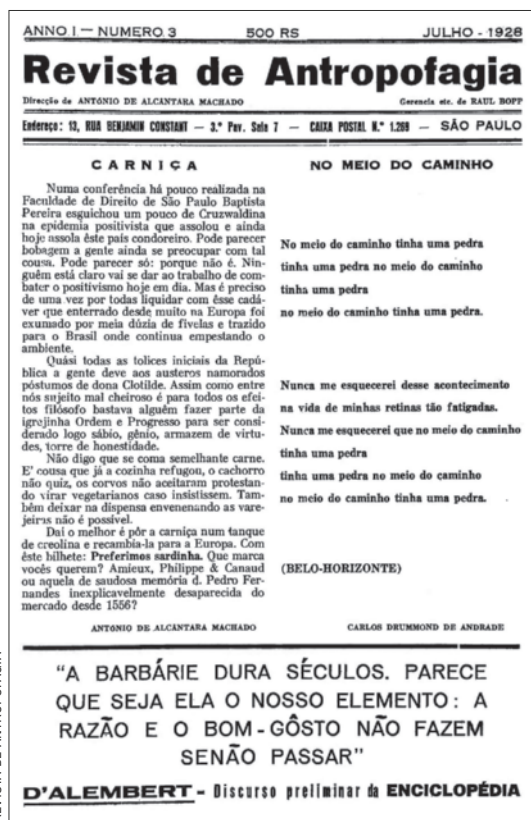 ANNO I — NUMERO 3 500 RS JULHO - 1928
Revista de Antropofagia
Direcção de ANTÓNIO DE ALCANTARA MACHADO Gerencia etc. de RAUL BOPP
Endereço: 13, RUA BENJAMIN CONSTANT — 3.º Pav. Sala 7 — CAIXA POSTAL N.º 1.269 — SÃO PAULO
CARNIÇA
Numa conferência há pouco realizada na
Faculdade de Direito de São Paulo Baptista
Pereira esguichou um pouco de Cruzwaldina
na epidemia positivista que assolou e ainda
hoje assola êste país condoreiro. Pode parecer
bobagem a gente ainda se preocupar com tal
cousa. Pode parecer só: porque não é. Nin-
guêm está claro vai se dar ao trabalho de com-
bater o positivismo hoje em dia. Mas é preciso
de uma vez por todas liquidar com êsse cadá-
ver que enterrado desde muito na Europa foi
exumado por meia dúzia de fivelas e trazido
para o Brasil onde continua empestando o
ambiente.
Quási todas as tolices iniciais da Repú-
blica a gente deve aos austeros namorados
póstumos de dona Clotilde. Assim como entre
nós sujeito mal cheiroso é para todos os efei-
tos filósofo bastava alguêm fazer parte da
igrejinha Ordem e Progresso para ser consi-
derado logo sábio, gênio, armazem de virtu-
des, torre de honestidade.
Não digo que se coma semelhante carne.
E' cousa que já a cozinha refugou, o cachorro
não quiz, os corvos não aceitaram protestan-
do virar vegetarianos caso insistissem. Tam-
bêm deixar na dispensa envenenando as vare-
jeiras não é possivel.
Daí o melhor é pôr a carniça num tanque
de creolina e recambia-la para a Europa. Com
êste bilhete: Preferimos sardinha. Que marca
vocês querem? Amieux, Philippe & Canaud
ou aquela de saudosa memória d. Pedro Fer-
nandes inexplicavelmente desaparecida do
mercado desde 1556?
ANTÓNIO DE ALCÂNTARA MACHADO
NO MEIO DO CAMINHO
No meio do caminho tinha uma pedra
tinha uma pedra no meio do caminho
tinha uma pedra
no meio do caminho tinha uma pedra.
Nunca me esquecerei desse acontecimento
na vida de minhas retinas tão fatigadas.
Nunca me esquecerei que no meio do caminho
tinha uma pedra
tinha uma pedra no meio do caminho
no meio do caminho tinha uma pedra.
(BELO-HORIZONTE)
CARLOS DRUMMOND DE ANDRADE
"A BARBÁRIE DURA SÉCULOS. PARECE
QUE SEJA ELA O NOSSO ELEMENTO: A
RAZÃO E O BOM-GÔSTO NÃO FAZEM
SENÃO PASSAR"
D'ALEMBERT - Discurso preliminar da ENCICLOPÉDIA
REVISTA DE ANTROPOFAGIA